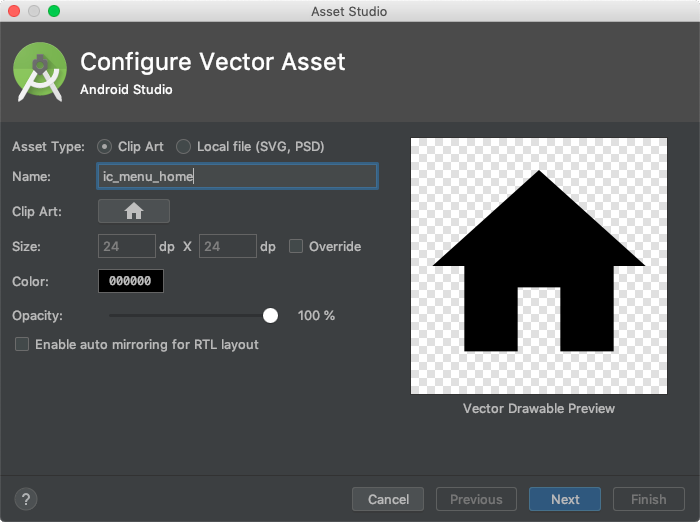 Asset Studio
Configure Vector Asset
Android Studio
Asset Type: Clip Art Local file (SVG, PSD)
Name: ic_menu_home
Clip Art:
Size: 24 dp X 24 dp Override
Color: 000000
Opacity: 100 %
Enable auto mirroring for RTL layout
Vector Drawable Preview
? Cancel Previous Next Finish